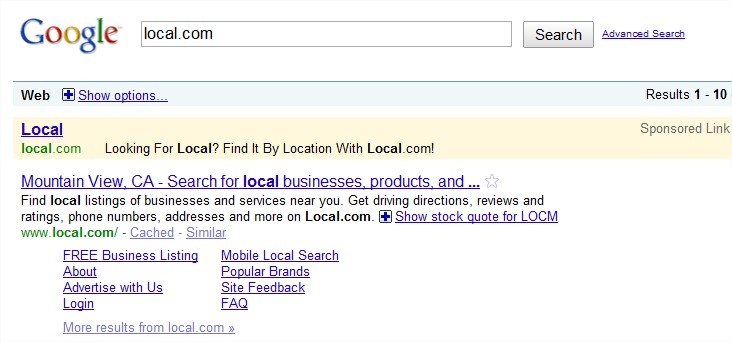 Google local.com Search Advanced Search
Web Show options... Results 1 - 10
Local Sponsored Link
local.com Looking For Local? Find It By Location With Local.com!
Mountain View, CA - Search for local businesses, products, and ...
Find local listings of businesses and services near you. Get driving directions, reviews and
ratings, phone numbers, addresses and more on Local.com. Show stock quote for LOCM
www.local.com/ - Cached - Similar
FREE Business Listing Mobile Local Search
About Popular Brands
Advertise with Us Site Feedback
Login FAQ
More results from local.com »